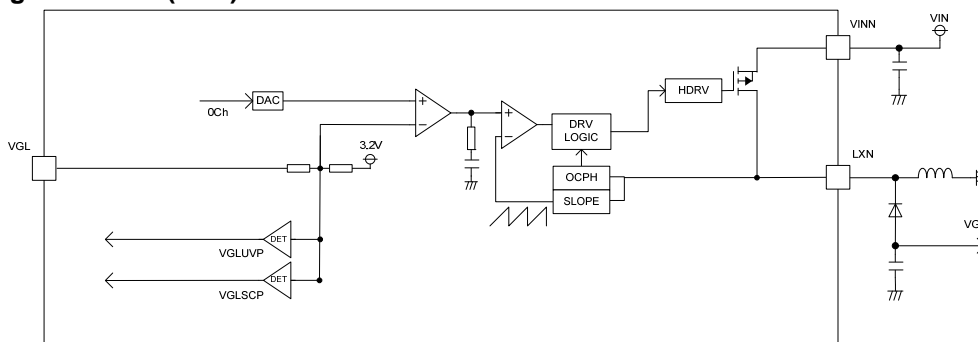 VINN
VIN
DAC
0Ch
+
−
+
−
HDRV
DRV
LOGIC
VGL
3.2V
LXN
OCPH
SLOPE
DET
VGLUVP
DET
VGLSCP